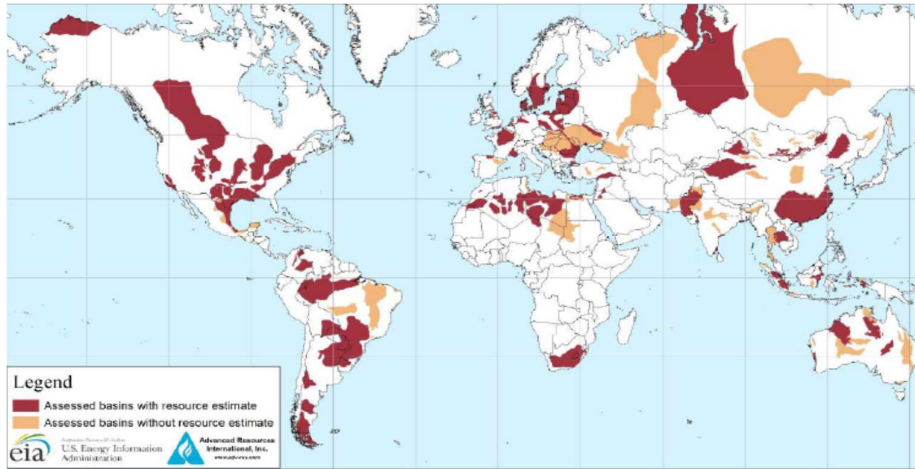 Legend
Assessed basins with resource estimate
Assessed basins without resource estimate
eia
U.S. Energy Information
Administration
Advanced Resources
International, Inc.